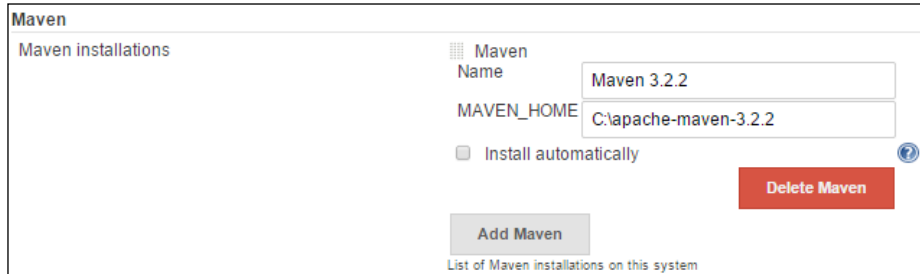 Maven
Maven installations
Maven
Name
Maven 3.2.2
MAVEN_HOME
C:\apache-maven-3.2.2
Install automatically
?
Delete Maven
Add Maven
List of Maven installations on this system